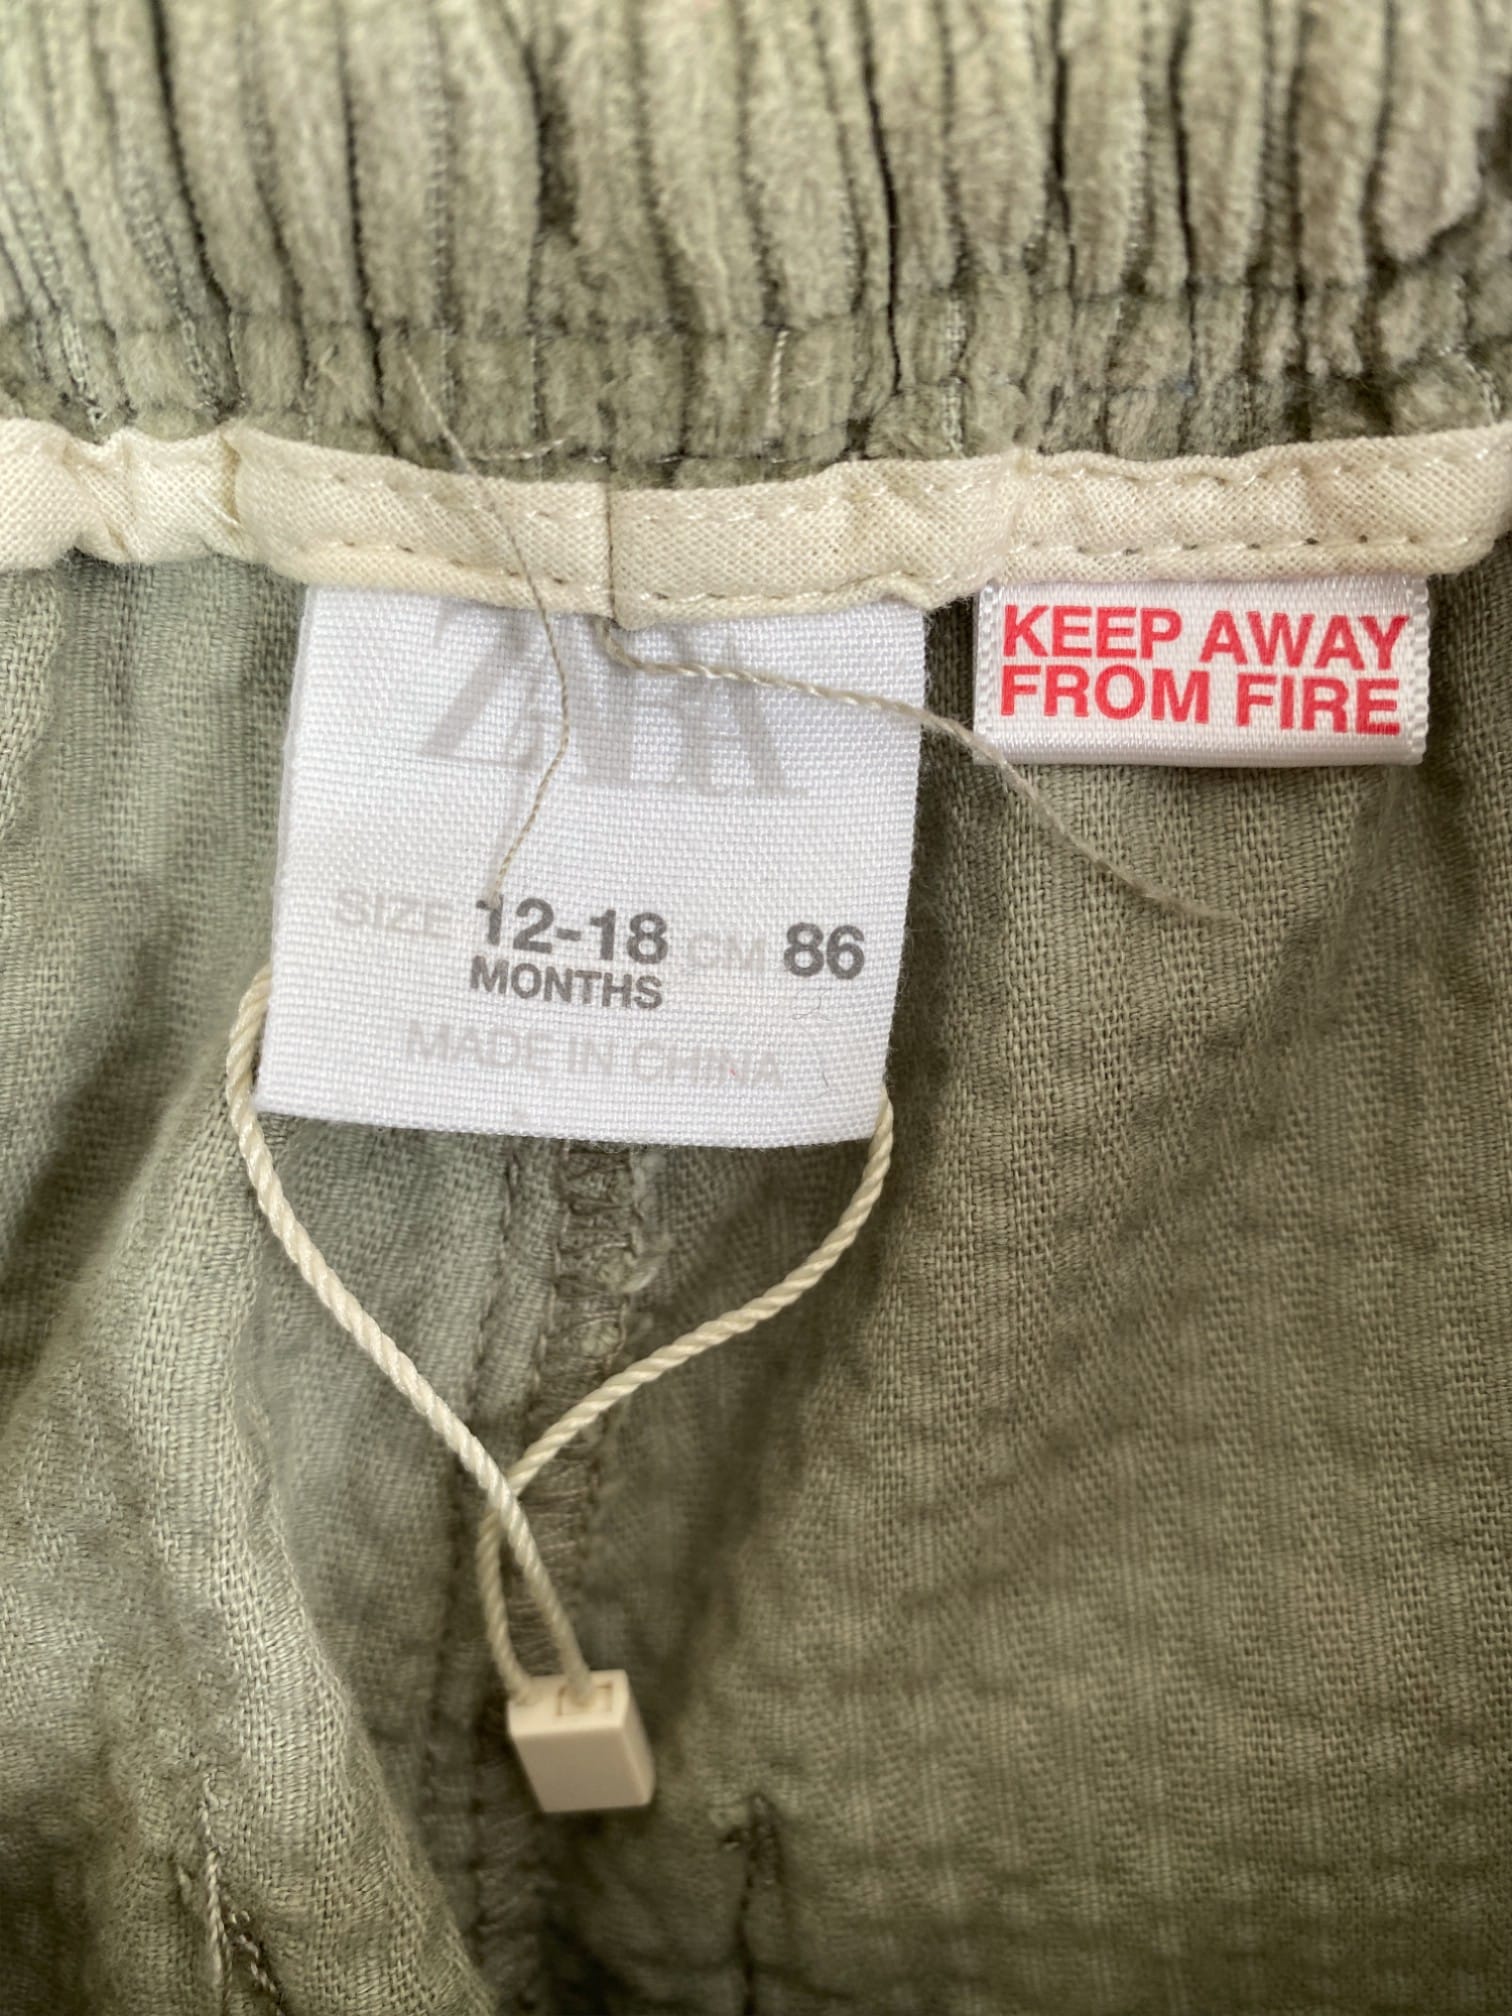 ZARA
SIZE 12-18 CM 86
MONTHS
MADE IN CHINA
KEEP AWAY
FROM FIRE